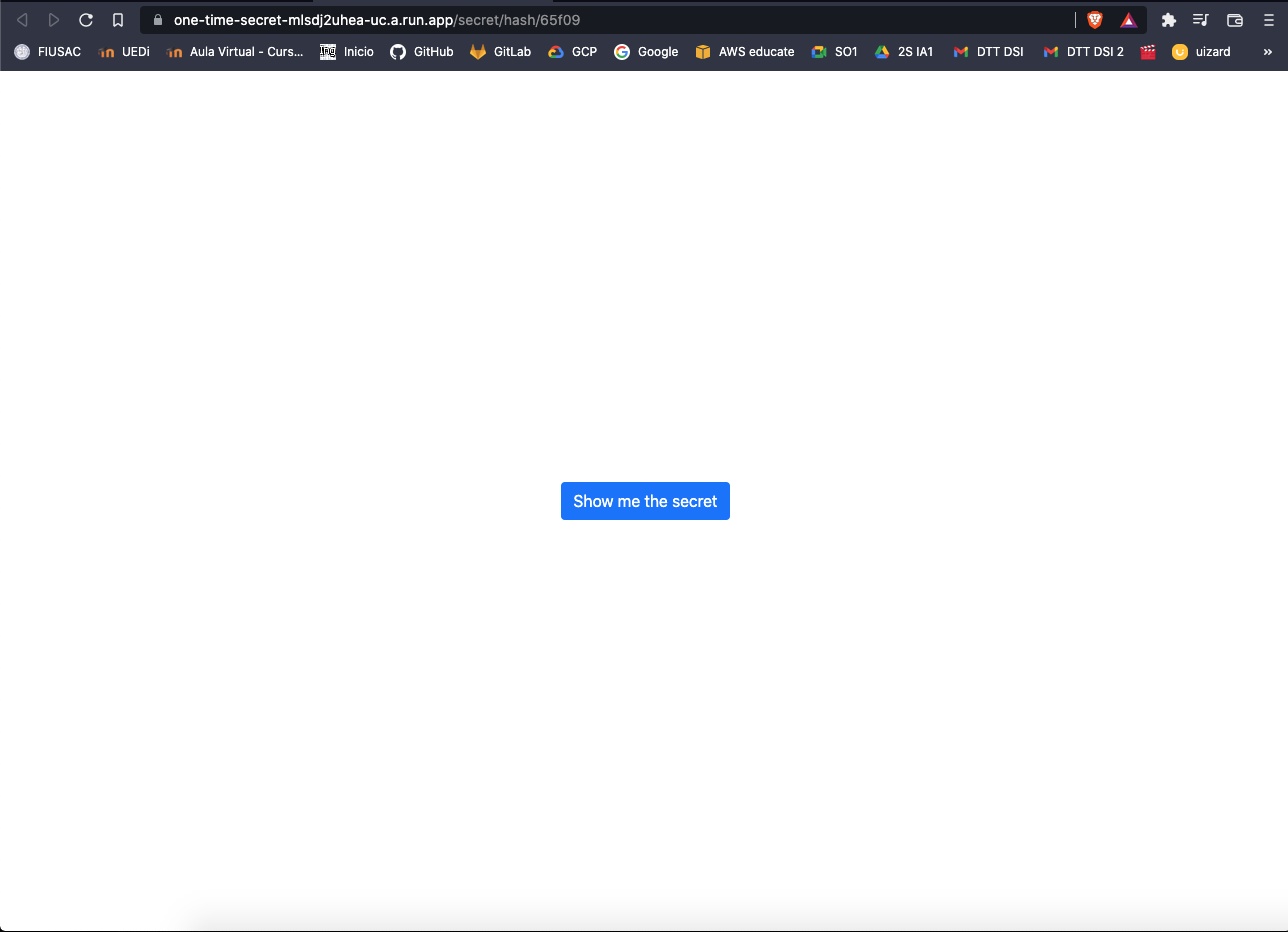 one-time-secret-mlsdj2uhea-uc.a.run.app/secret/hash/65f09
FIUSAC UEDi Aula Virtual - Curs... Inicio GitHub GitLab GCP Google AWS educate SO1 2S IA1 DTT DSI DTT DSI 2 uizard »
Show me the secret